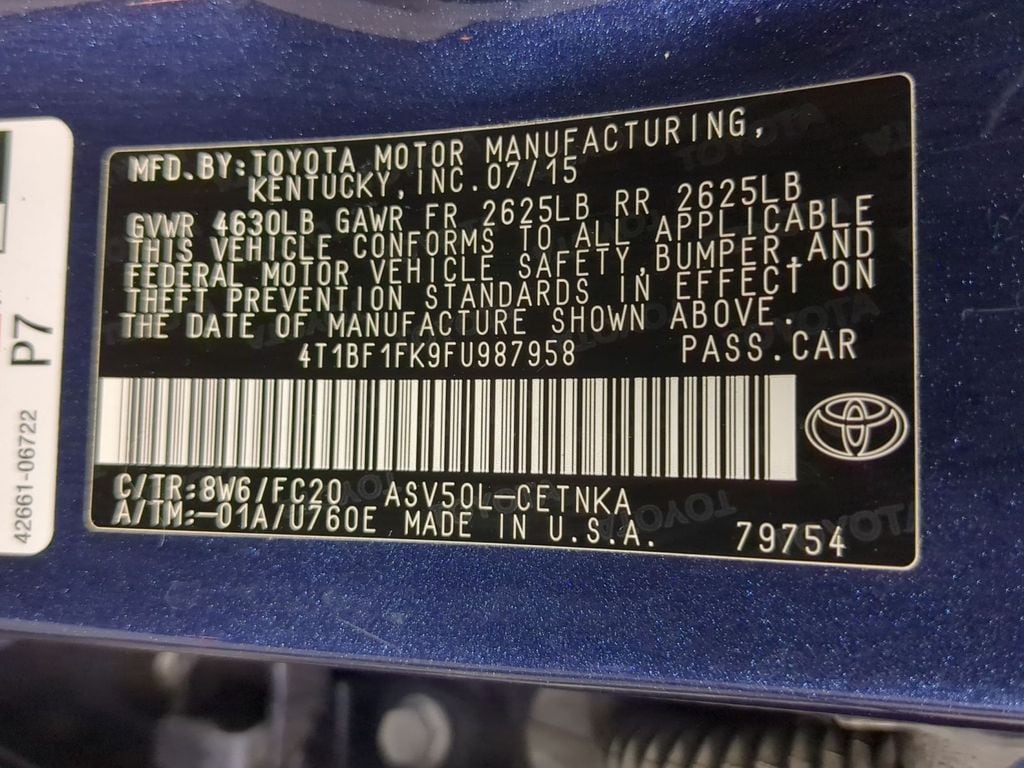 MFD.BY:TOYOTA MOTOR MANUFACTURING,
KENTUCKY,INC.07/15
GVWR 4630LB GAWR FR 2625LB RR 2625LB
THIS VEHICLE CONFORMS TO ALL APPLICABLE
FEDERAL MOTOR VEHICLE SAFETY,BUMPER,AND
THEFT PREVENTION STANDARDS IN EFFECT ON
THE DATE OF MANUFACTURE SHOWN ABOVE.
4T1BF1FK9FU987958 PASS.CAR
C/TR:8W6/FC20 ASV50L-CETNKA
A/TM:-01A/U760E MADE IN U.S.A. 79754
P7
42661-06722